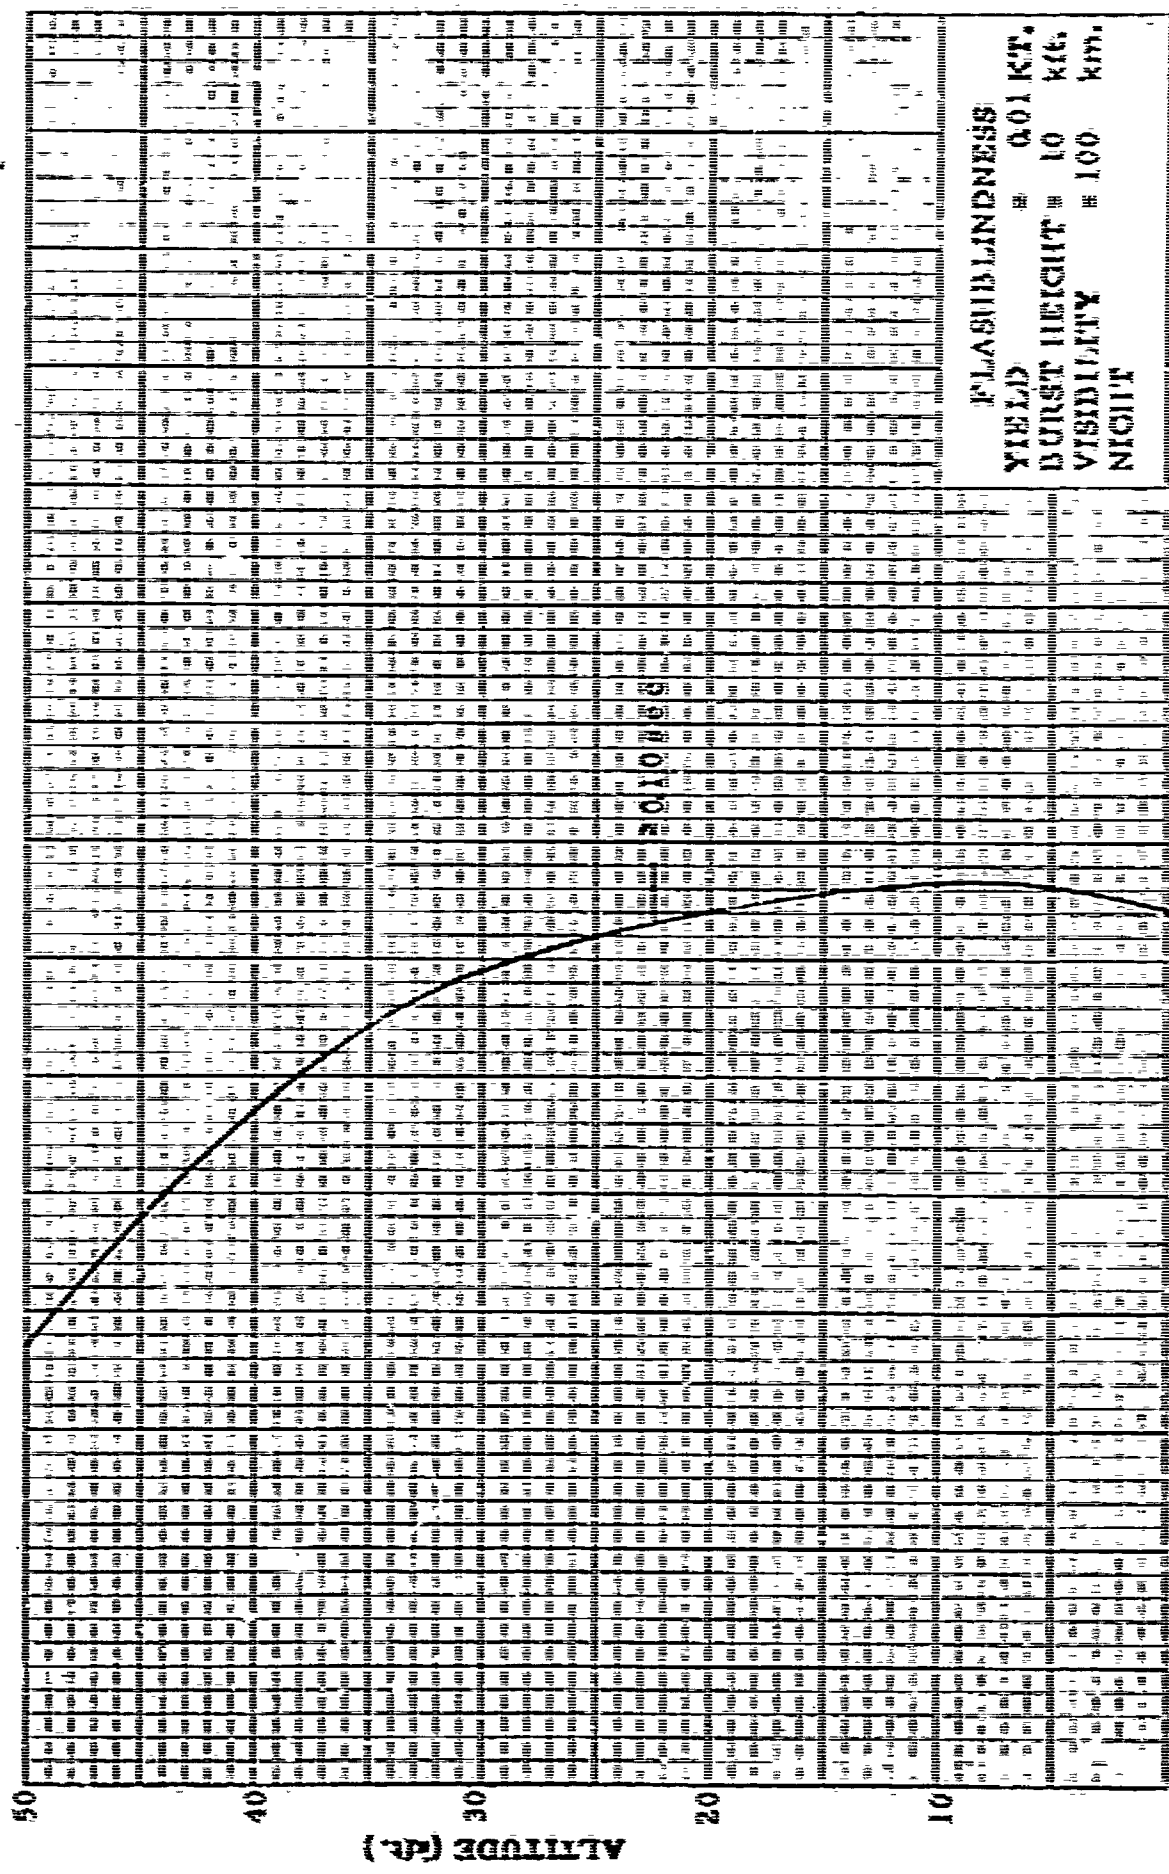 50
40
30
20
10
ALTITUDE (kft.)
FLASHBLINDNESS
YIELD = 0.01 KT.
BURST HEIGHT = 10 kft.
VISIBILITY = 100 km.
NIGHT